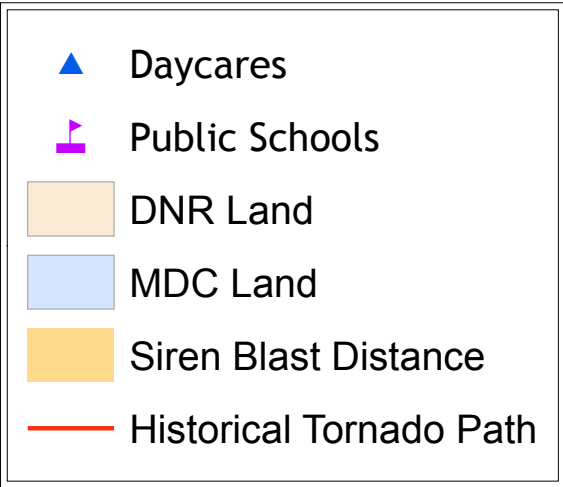 Daycares
Public Schools
DNR Land
MDC Land
Siren Blast Distance
Historical Tornado Path